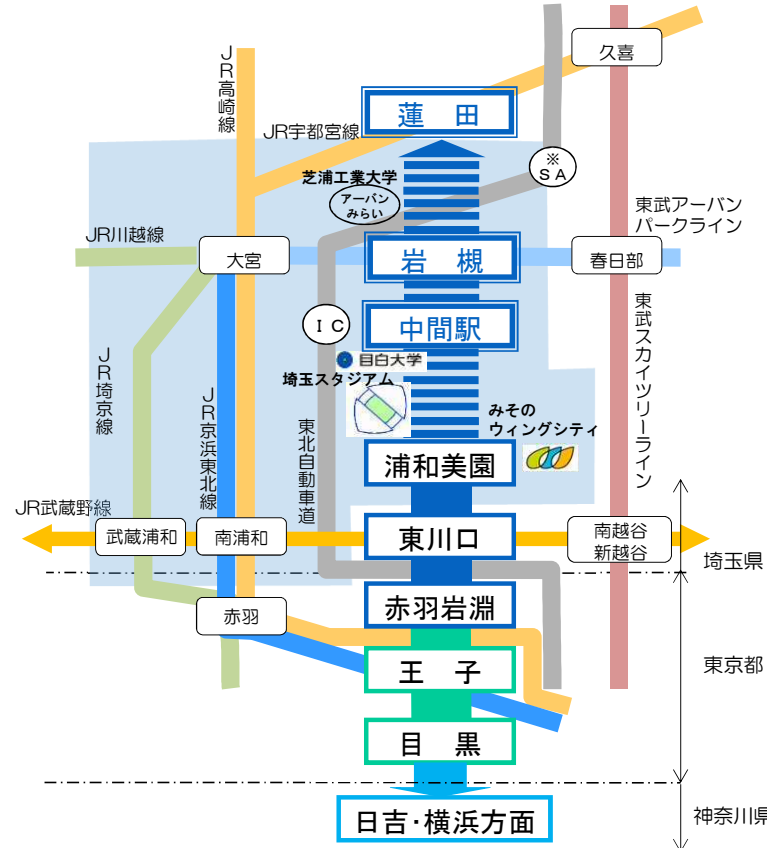 久喜
JR高崎線
蓮 田
JR宇都宮線
※
SA
芝浦工業大学
アーバン
みらい
東武アーバン
パークライン
JR川越線
大宮
岩 槻
春日部
IC
中間駅
目白大学
埼玉スタジアム
東武スカイツリーライン
JR埼京線
JR京浜東北線
東北自動車道
みその
ウィングシティ
浦和美園
JR武蔵野線
武蔵浦和
南浦和
東川口
南越谷
新越谷
埼玉県
赤羽
赤羽岩淵
王 子
東京都
目 黒
日吉・横浜方面
神奈川県